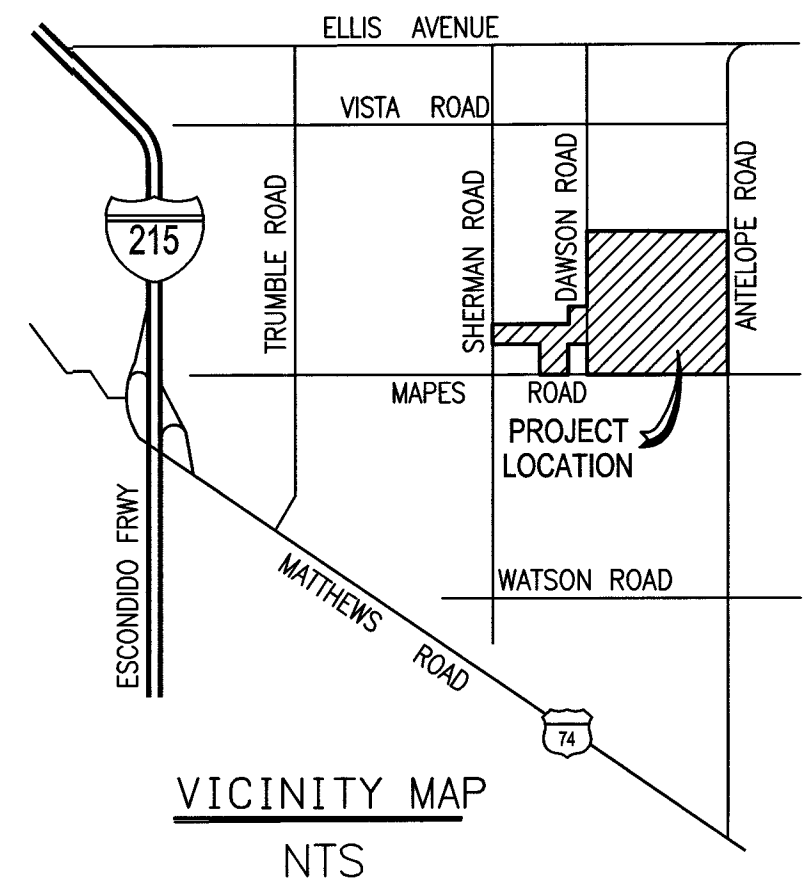 ELLIS AVENUE
VISTA ROAD
215
TRUMBLE ROAD
SHERMAN ROAD
DAWSON ROAD
ANTELOPE ROAD
MAPES ROAD
PROJECT
LOCATION
ESCONDIDO FRWY
MATTHEWS ROAD
WATSON ROAD
74
VICINITY MAP
NTS